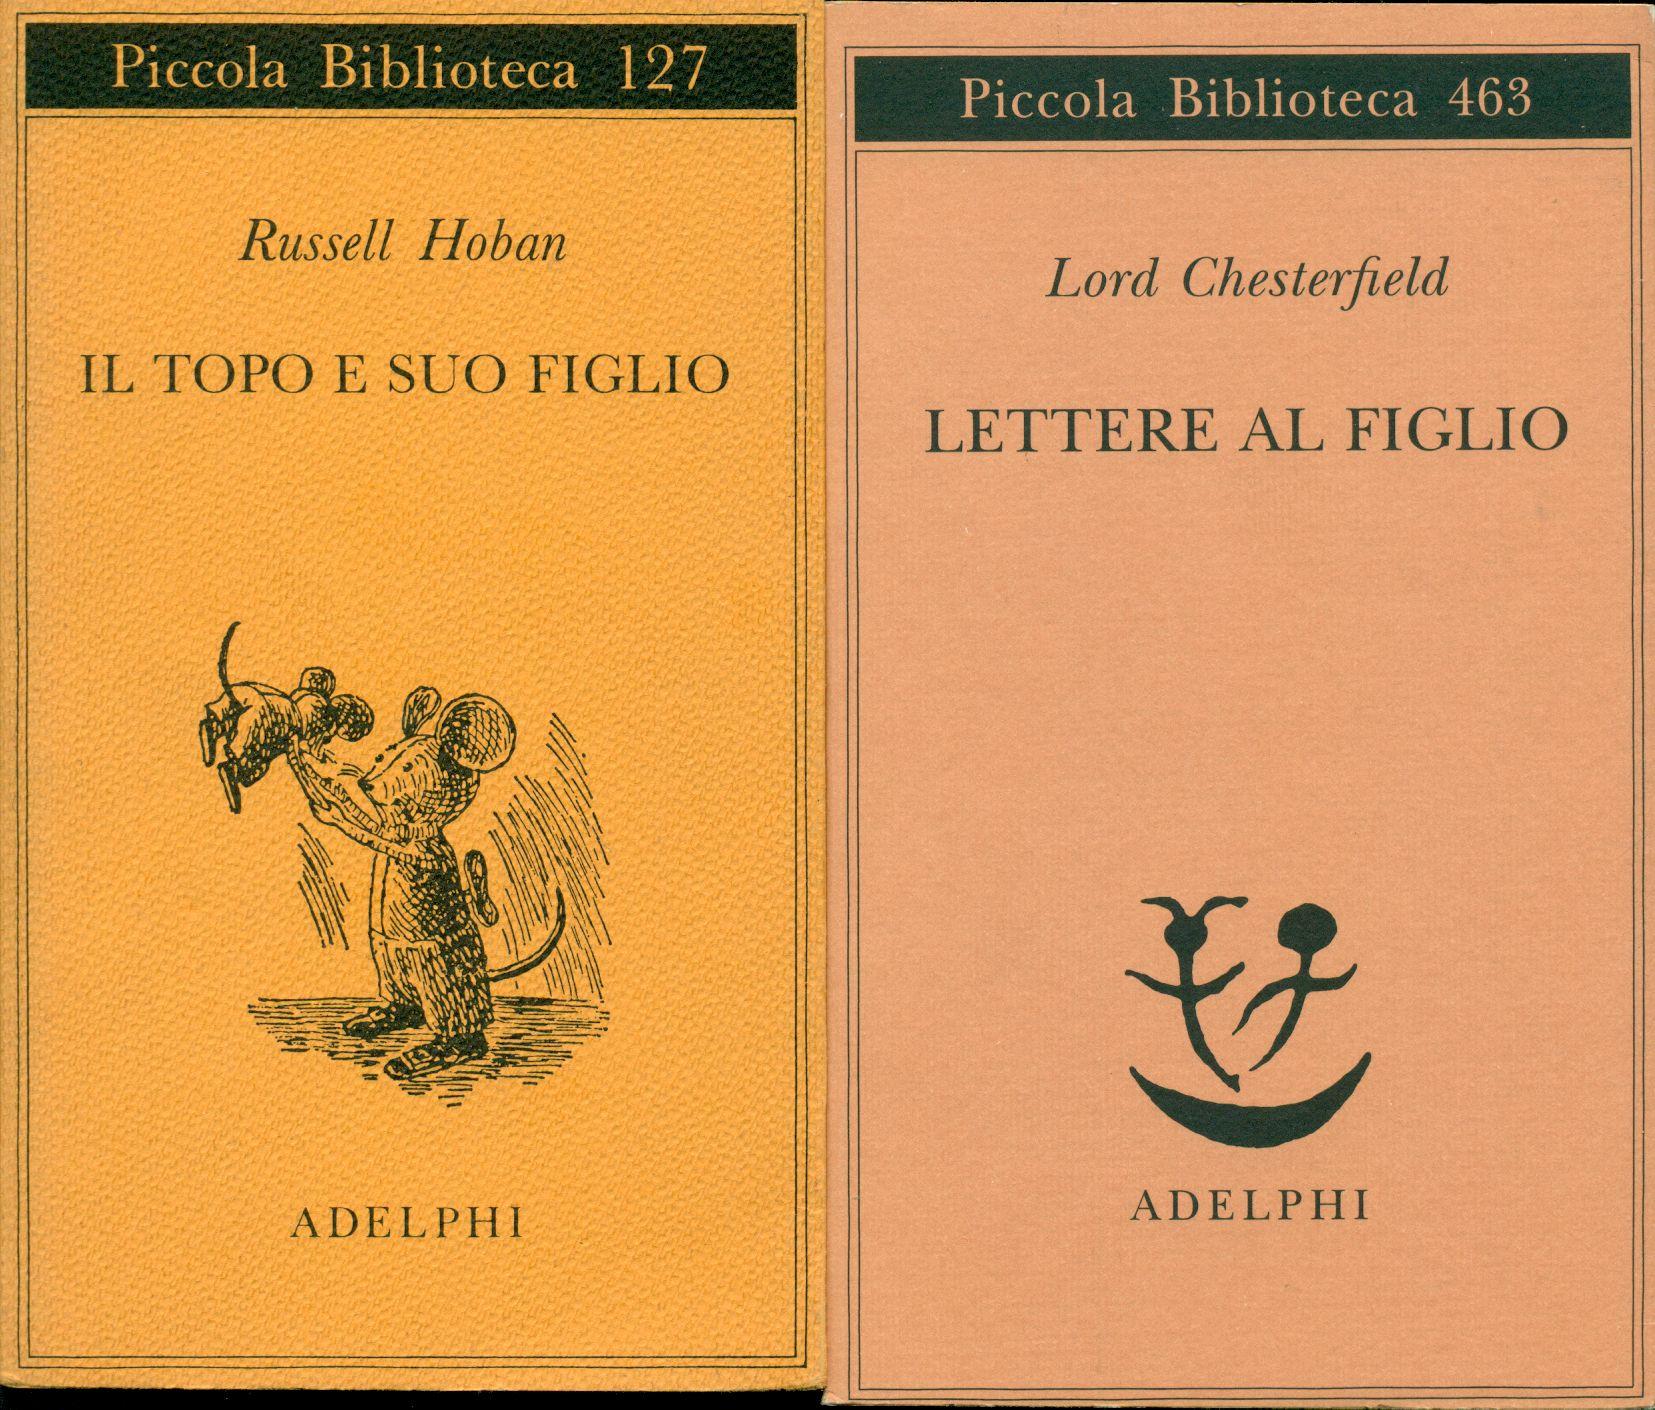 Piccola Biblioteca 127
Russell Hoban
IL TOPO E SUO FIGLIO
ADELPHI
Piccola Biblioteca 463
Lord Chesterfield
LETTERE AL FIGLIO
ADELPHI